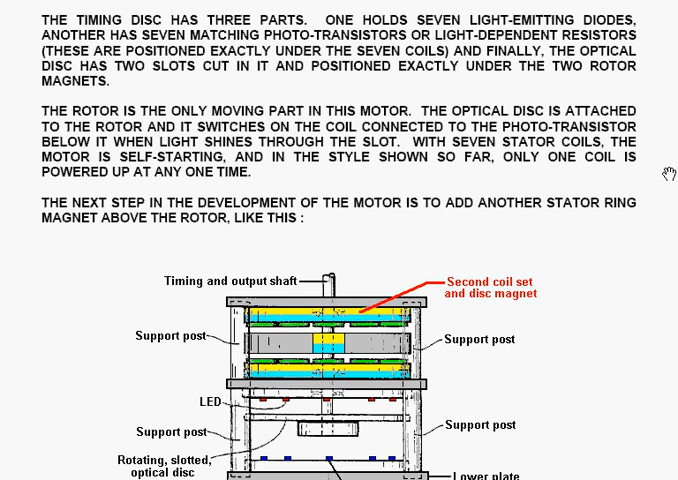 THE TIMING DISC HAS THREE PARTS. ONE HOLDS SEVEN LIGHT-EMITTING DIODES,
ANOTHER HAS SEVEN MATCHING PHOTO-TRANSISTORS OR LIGHT-DEPENDENT RESISTORS
(THESE ARE POSITIONED EXACTLY UNDER THE SEVEN COILS) AND FINALLY, THE OPTICAL
DISC HAS TWO SLOTS CUT IN IT AND POSITIONED EXACTLY UNDER THE TWO ROTOR
MAGNETS.
THE ROTOR IS THE ONLY MOVING PART IN THIS MOTOR. THE OPTICAL DISC IS ATTACHED
TO THE ROTOR AND IT SWITCHES ON THE COIL CONNECTED TO THE PHOTO-TRANSISTOR
BELOW IT WHEN LIGHT SHINES THROUGH THE SLOT. WITH SEVEN STATOR COILS, THE
MOTOR IS SELF-STARTING, AND IN THE STYLE SHOWN SO FAR, ONLY ONE COIL IS
POWERED UP AT ANY ONE TIME.
THE NEXT STEP IN THE DEVELOPMENT OF THE MOTOR IS TO ADD ANOTHER STATOR RING
MAGNET ABOVE THE ROTOR, LIKE THIS :
Timing and output shaft
Second coil set
and disc magnet
Support post
Support post
LED
Support post
Support post
Rotating, slotted,
optical disc
Lower plate